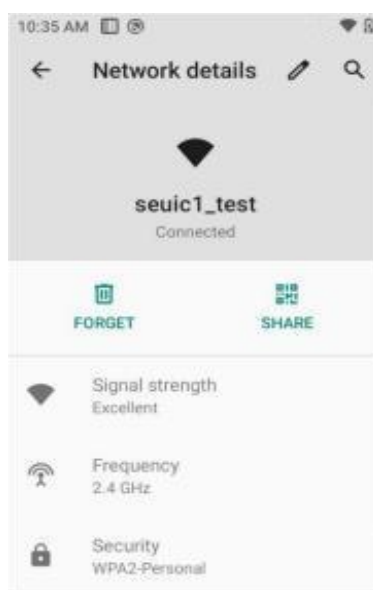 10:35 AM
Network details
seuic1_test
Connected
FORGET
SHARE
Signal strength
Excellent
Frequency
2.4 GHz
Security
WPA2-Personal